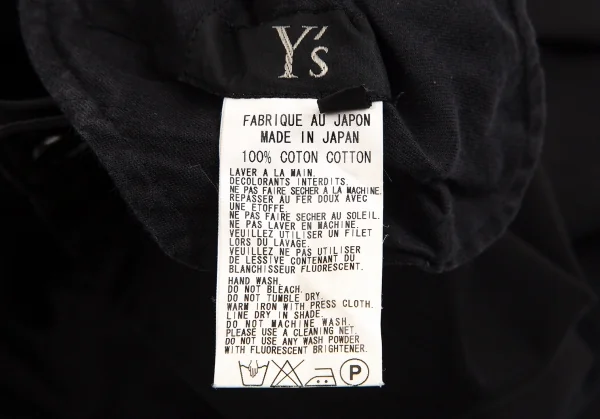 Y's
FABRIQUE AU JAPON
MADE IN JAPAN
100% COTON COTTON
LAVER A LA MAIN.
DECOLORANTS INTERDITS.
NE PAS FAIRE SECHER A LA MACHINE.
REPASSER AU FER DOUX AVEC
UNE ETOFFE.
NE PAS FAIRE SECHER AU SOLEIL.
NE PAS LAVER EN MACHINE.
VEUILLEZ UTILISER UN FILET
LORS DU LAVAGE.
VEUILLEZ NE PAS UTILISER
DE LESSIVE CONTENANT DU
BLANCHISSEUR FLUORESCENT.
HAND WASH.
DO NOT BLEACH.
DO NOT TUMBLE DRY.
WARM IRON WITH PRESS CLOTH.
LINE DRY IN SHADE.
DO NOT MACHINE WASH.
PLEASE USE A CLEANING NET.
DO NOT USE ANY WASH POWDER
WITH FLUORESCENT BRIGHTENER.
P